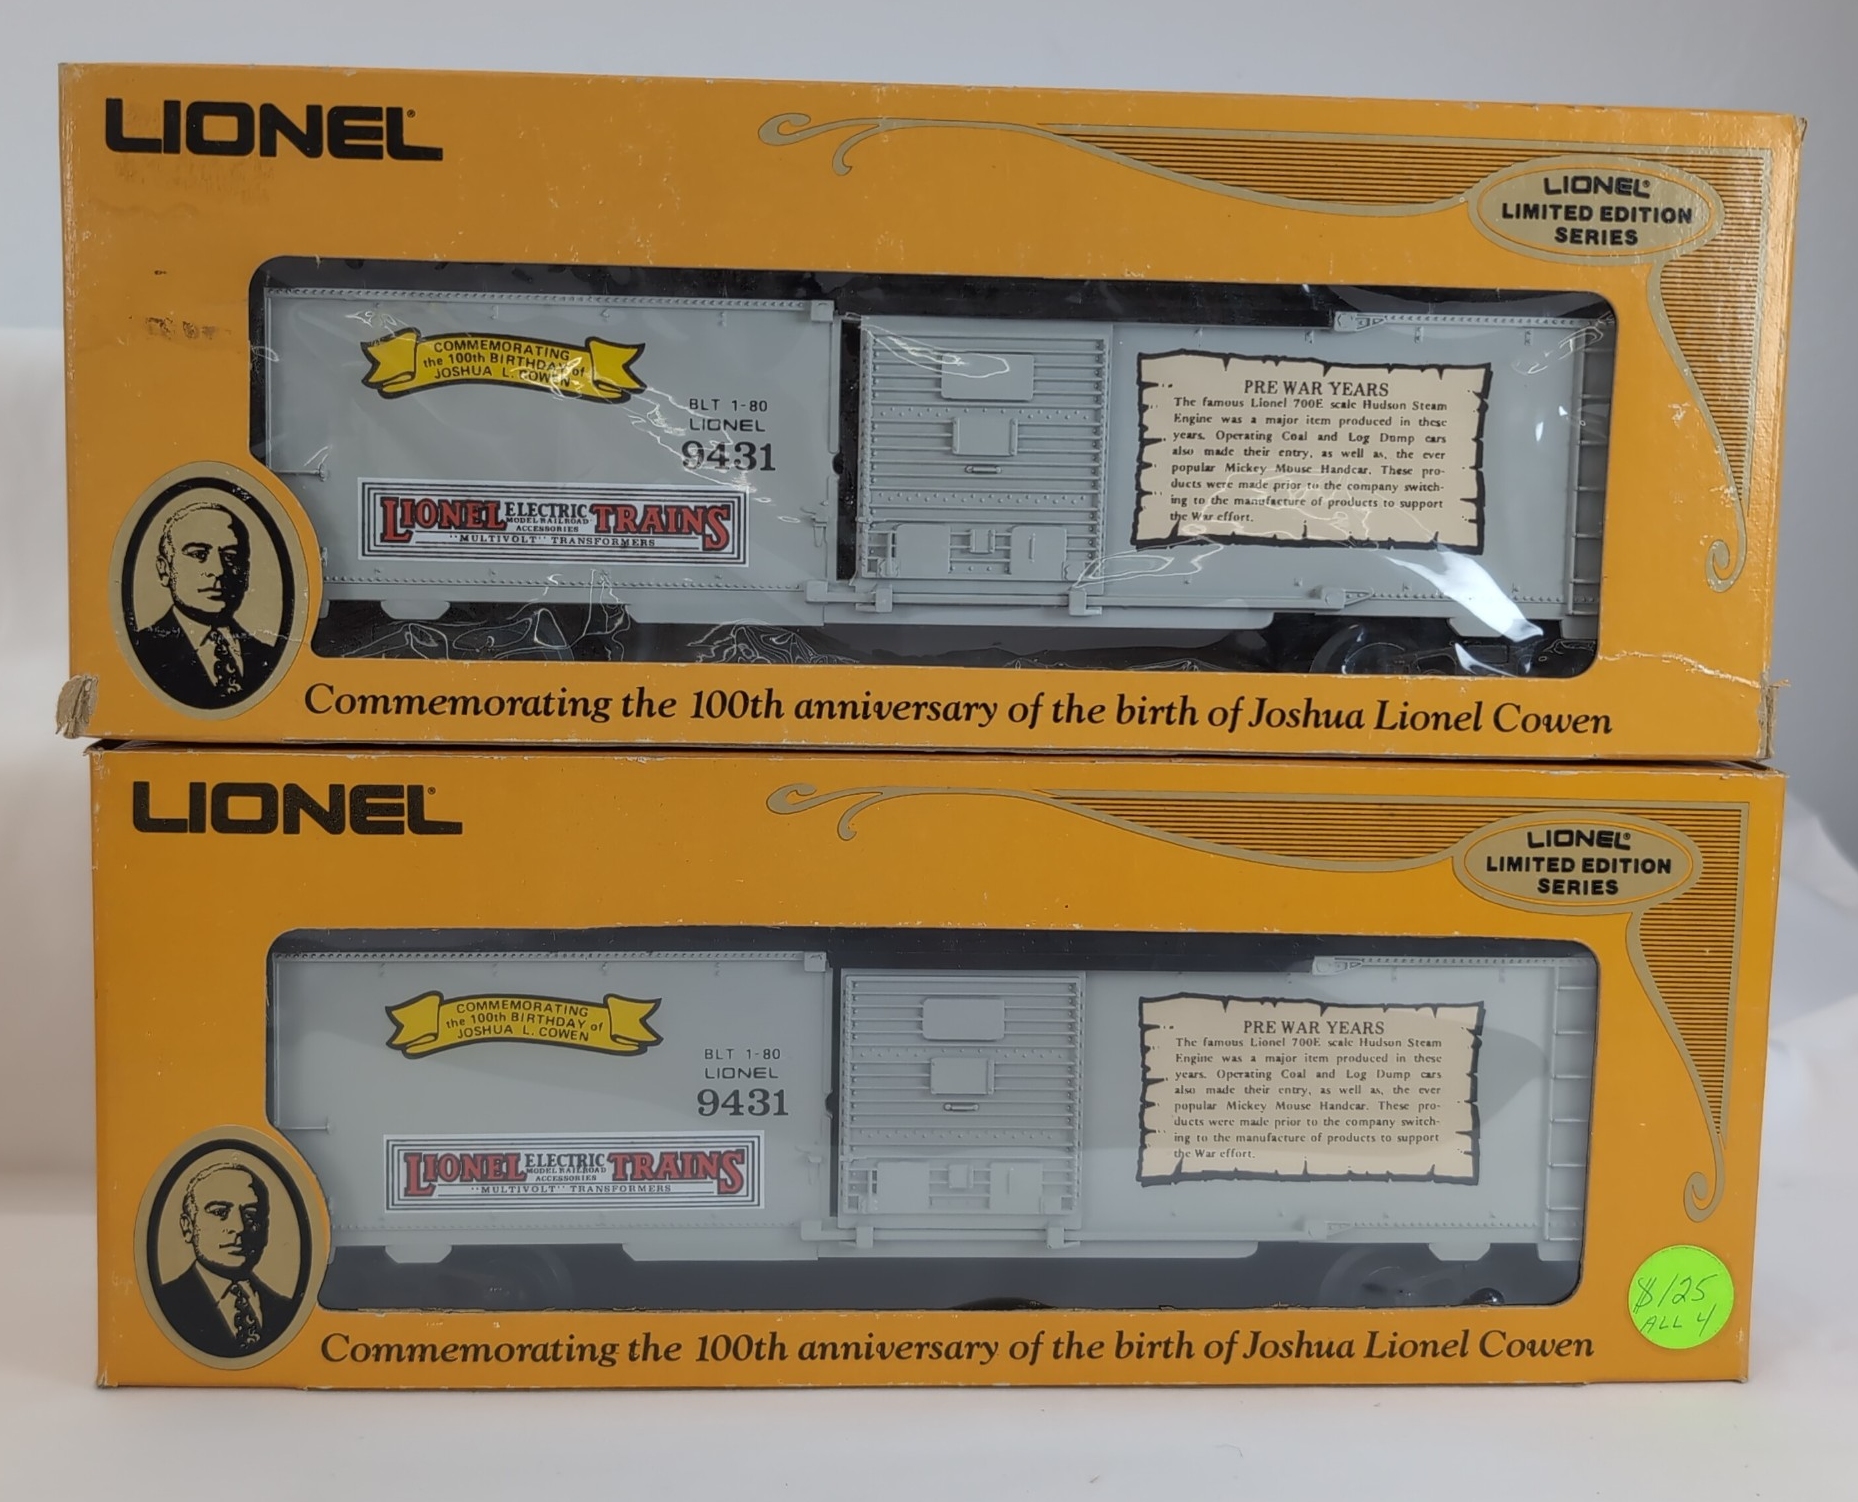 LIONEL®
LIONEL®
LIMITED EDITION
SERIES
COMMEMORATING
the 100th BIRTHDAY of
JOSHUA L. COWEN
BLT 1-80
LIONEL
9431
LIONEL ELECTRIC TRAINS
MODEL RAILROAD
ACCESSORIES
"MULTIVOLT" TRANSFORMERS
PRE WAR YEARS
The famous Lionel 700E scale Hudson Steam
Engine was a major item produced in these
years. Operating Coal and Log Dump cars
also made their entry, as well as, the ever
popular Mickey Mouse Handcar. These pro-
ducts were made prior to the company switch-
ing to the manufacture of products to support
the War effort.
Commemorating the 100th anniversary of the birth of Joshua Lionel Cowen
LIONEL®
LIONEL®
LIMITED EDITION
SERIES
COMMEMORATING
the 100th BIRTHDAY of
JOSHUA L. COWEN
BLT 1-80
LIONEL
9431
LIONEL ELECTRIC TRAINS
MODEL RAILROAD
ACCESSORIES
"MULTIVOLT" TRANSFORMERS
PRE WAR YEARS
The famous Lionel 700E scale Hudson Steam
Engine was a major item produced in these
years. Operating Coal and Log Dump cars
also made their entry, as well as, the ever
popular Mickey Mouse Handcar. These pro-
ducts were made prior to the company switch-
ing to the manufacture of products to support
the War effort.
$125
ALL 4
Commemorating the 100th anniversary of the birth of Joshua Lionel Cowen